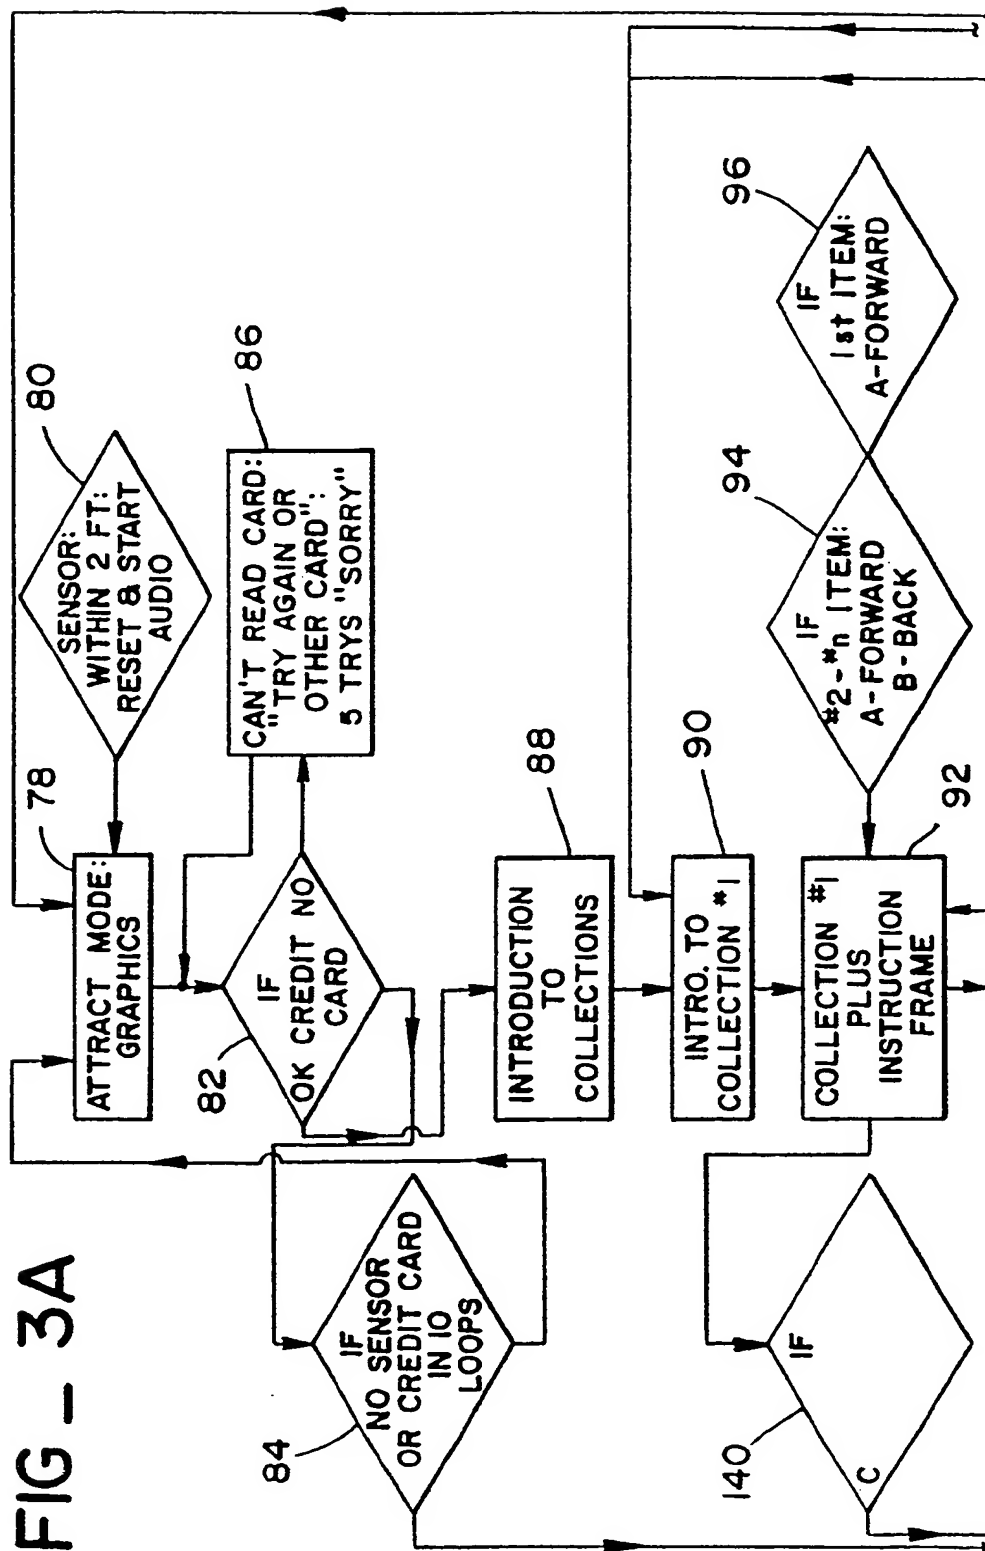 FIG - 3A
84
IF
NO SENSOR
OR CREDIT CARD
IN 10
LOOPS
78
ATTRACT MODE:
GRAPHICS
80
SENSOR:
WITHIN 2 FT:
RESET & START
AUDIO
82
IF
OK CREDIT NO
CARD
86
CAN'T READ CARD:
"TRY AGAIN OR
OTHER CARD":
5 TRYS "SORRY"
88
INTRODUCTION
TO
COLLECTIONS
90
INTRO. TO
COLLECTION #1
140
IF
C
92
COLLECTION #1
PLUS
INSTRUCTION
FRAME
94
IF
#2-#n ITEM:
A-FORWARD
B-BACK
96
IF
1st ITEM:
A-FORWARD